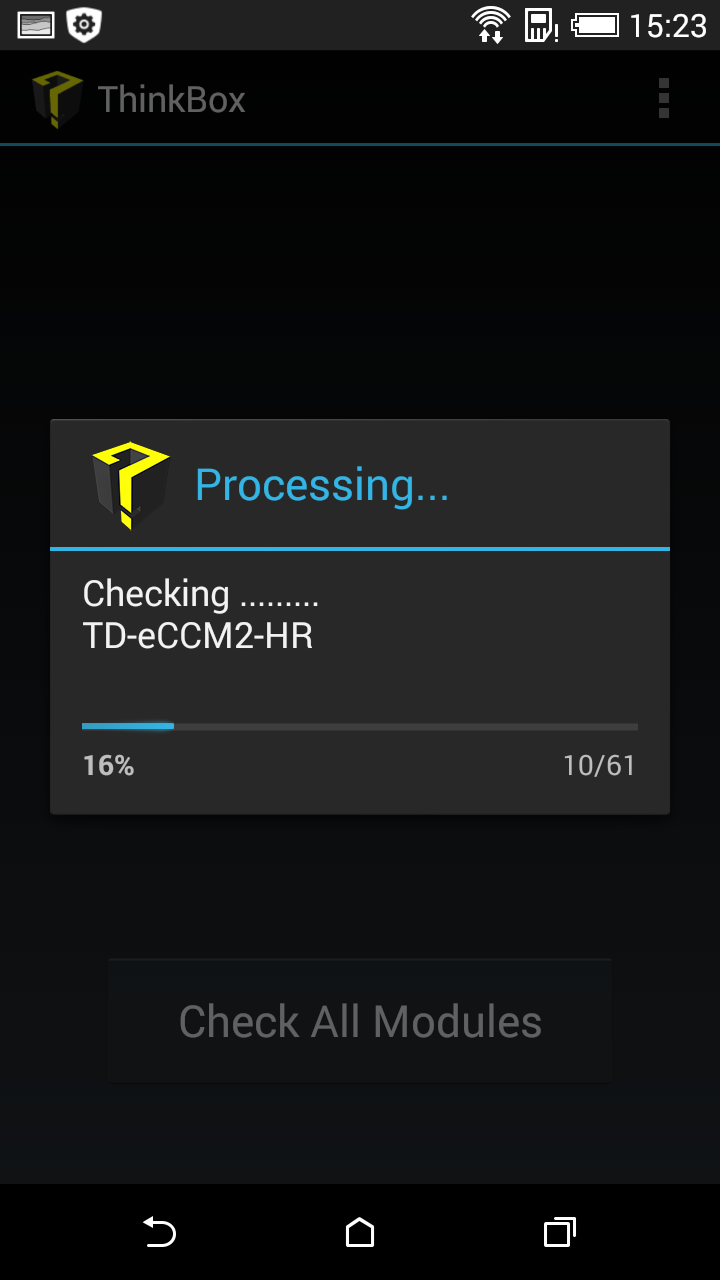 15:23
ThinkBox
Processing...
Checking .........
TD-eCCM2-HR
16%
10/61
Check All Modules